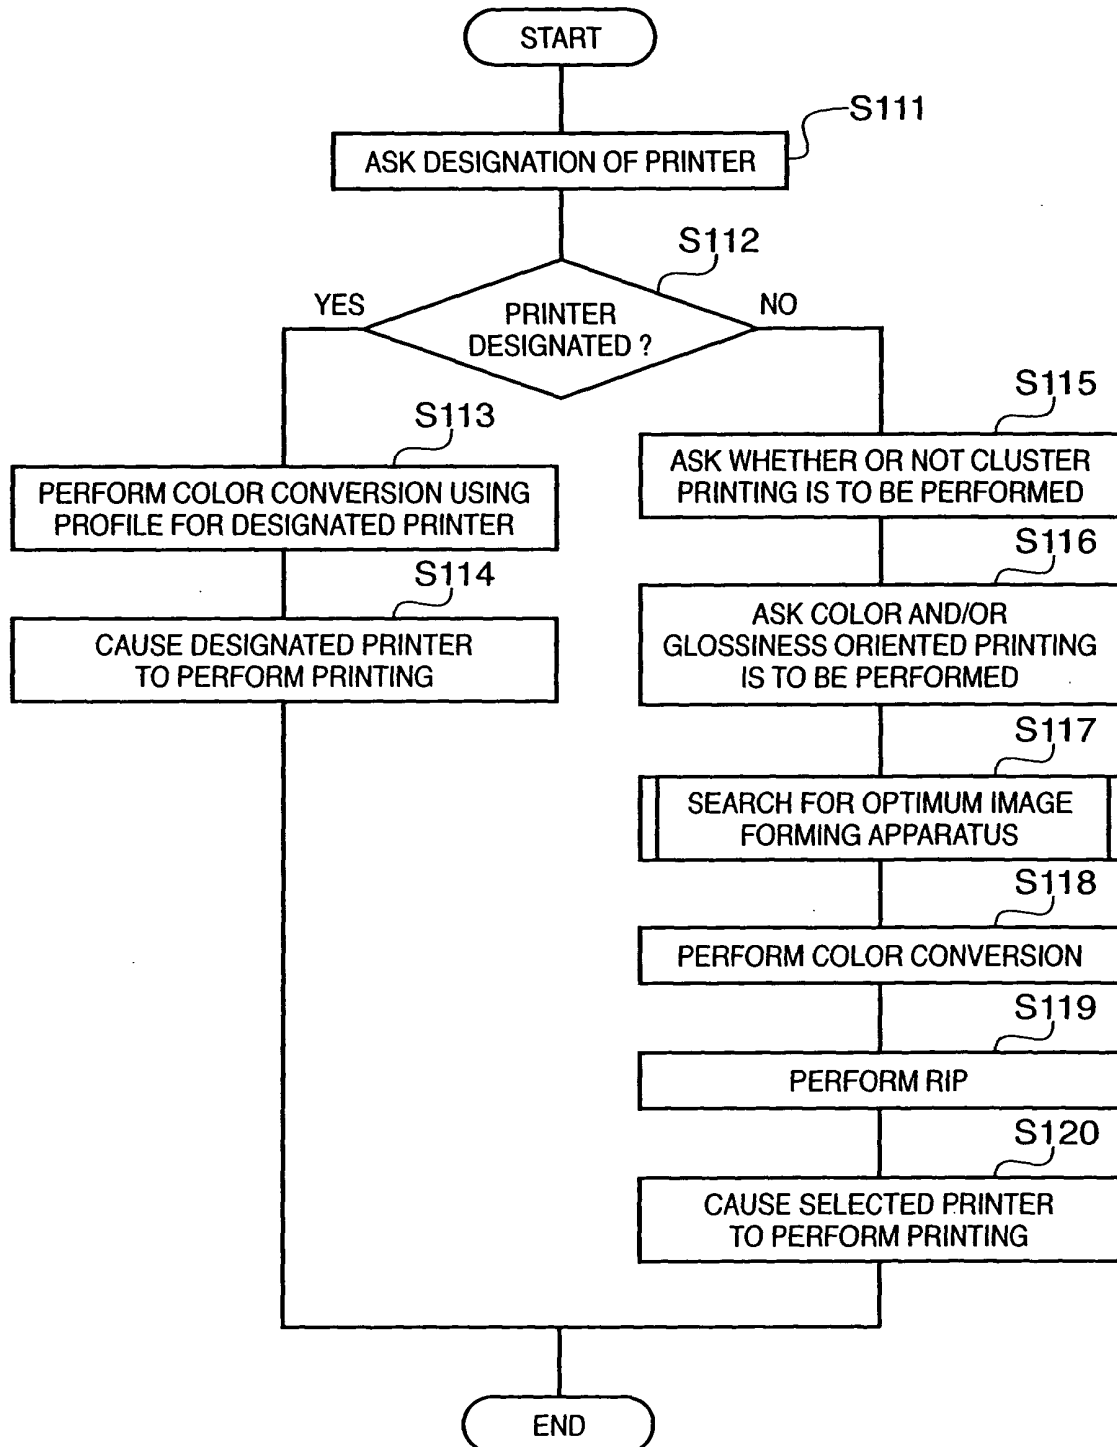 START
S111
ASK DESIGNATION OF PRINTER
S112
YES
NO
PRINTER
DESIGNATED ?
S113
PERFORM COLOR CONVERSION USING
PROFILE FOR DESIGNATED PRINTER
S114
CAUSE DESIGNATED PRINTER
TO PERFORM PRINTING
S115
ASK WHETHER OR NOT CLUSTER
PRINTING IS TO BE PERFORMED
S116
ASK COLOR AND/OR
GLOSSINESS ORIENTED PRINTING
IS TO BE PERFORMED
S117
SEARCH FOR OPTIMUM IMAGE
FORMING APPARATUS
S118
PERFORM COLOR CONVERSION
S119
PERFORM RIP
S120
CAUSE SELECTED PRINTER
TO PERFORM PRINTING
END